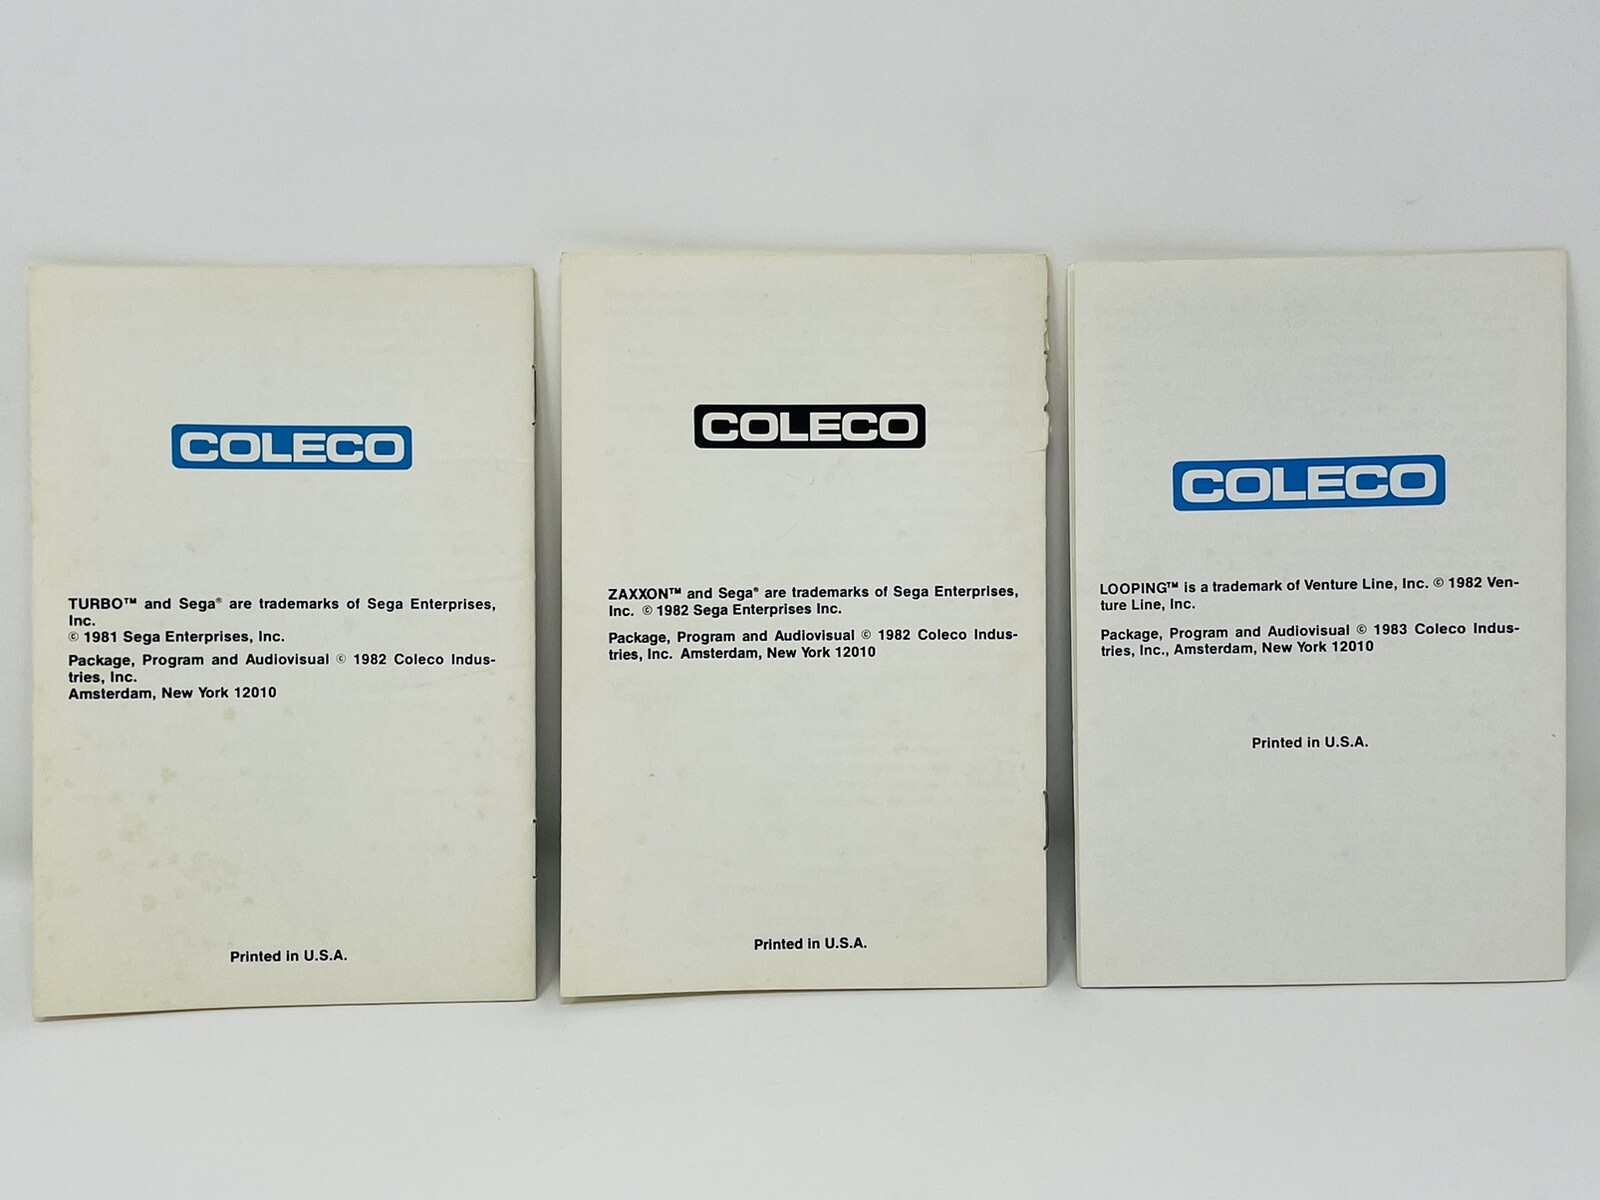 COLECO
TURBO™ and Sega® are trademarks of Sega Enterprises,
Inc.
© 1981 Sega Enterprises, Inc.
Package, Program and Audiovisual © 1982 Coleco Indus-
tries, Inc.
Amsterdam, New York 12010
Printed in U.S.A.
COLECO
ZAXXON™ and Sega® are trademarks of Sega Enterprises,
Inc. © 1982 Sega Enterprises Inc.
Package, Program and Audiovisual © 1982 Coleco Indus-
tries, Inc. Amsterdam, New York 12010
Printed in U.S.A.
COLECO
LOOPING™ is a trademark of Venture Line, Inc. © 1982 Ven-
ture Line, Inc.
Package, Program and Audiovisual © 1983 Coleco Indus-
tries, Inc., Amsterdam, New York 12010
Printed in U.S.A.